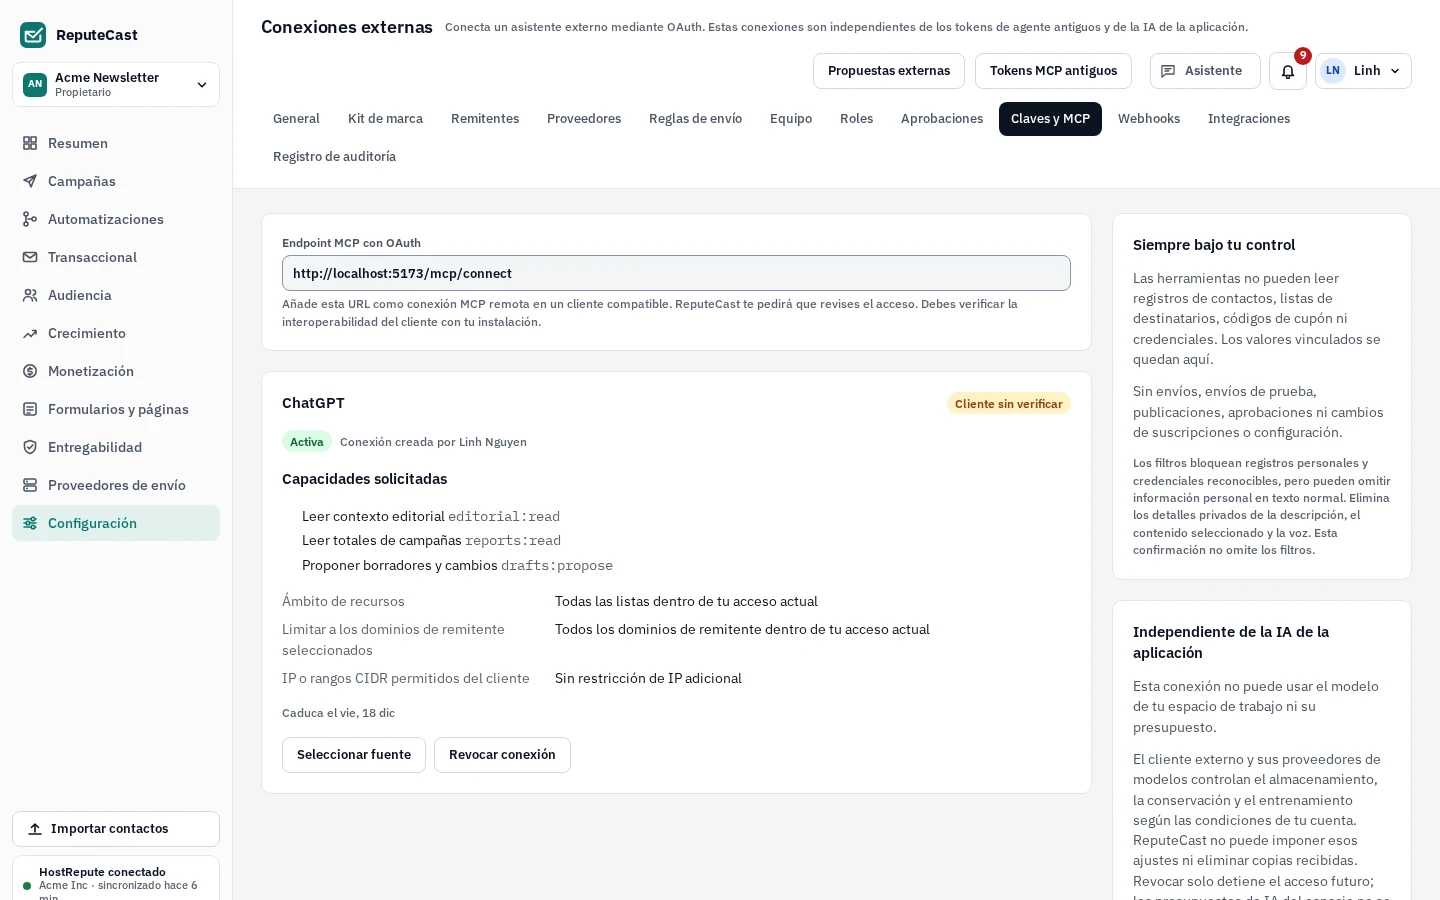 ReputeCast
AN
Acme Newsletter
Propietario
Resumen
Campañas
Automatizaciones
Transaccional
Audiencia
Crecimiento
Monetización
Formularios y páginas
Entregabilidad
Proveedores de envío
Configuración
Importar contactos
HostRepute conectado
Acme Inc · sincronizado hace 6
min
Conexiones externas
Conecta un asistente externo mediante OAuth. Estas conexiones son independientes de los tokens de agente antiguos y de la IA de la aplicación.
Propuestas externas
Tokens MCP antiguos
Asistente
9
LN
Linh
General
Kit de marca
Remitentes
Proveedores
Reglas de envío
Equipo
Roles
Aprobaciones
Claves y MCP
Webhooks
Integraciones
Registro de auditoría
Endpoint MCP con OAuth
http://localhost:5173/mcp/connect
Añade esta URL como conexión MCP remota en un cliente compatible. ReputeCast te pedirá que revises el acceso. Debes verificar la
interoperabilidad del cliente con tu instalación.
ChatGPT
Cliente sin verificar
Activa
Conexión creada por Linh Nguyen
Capacidades solicitadas
Leer contexto editorial editorial:read
Leer totales de campañas reports:read
Proponer borradores y cambios drafts:propose
Ámbito de recursos
Todas las listas dentro de tu acceso actual
Limitar a los dominios de remitente
seleccionados
Todos los dominios de remitente dentro de tu acceso actual
IP o rangos CIDR permitidos del cliente
Sin restricción de IP adicional
Caduca el vie, 18 dic
Seleccionar fuente
Revocar conexión
Siempre bajo tu control
Las herramientas no pueden leer
registros de contactos, listas de
destinatarios, códigos de cupón ni
credenciales. Los valores vinculados se
quedan aquí.
Sin envíos, envíos de prueba,
publicaciones, aprobaciones ni cambios
de suscripciones o configuración.
Los filtros bloquean registros personales y
credenciales reconocibles, pero pueden omitir
información personal en texto normal. Elimina
los detalles privados de la descripción, el
contenido seleccionado y la voz. Esta
confirmación no omite los filtros.
Independiente de la IA de la
aplicación
Esta conexión no puede usar el modelo
de tu espacio de trabajo ni su
presupuesto.
El cliente externo y sus proveedores de
modelos controlan el almacenamiento,
la conservación y el entrenamiento
según las condiciones de tu cuenta.
ReputeCast no puede imponer esos
ajustes ni eliminar copias recibidas.
Revocar solo detiene el acceso futuro;